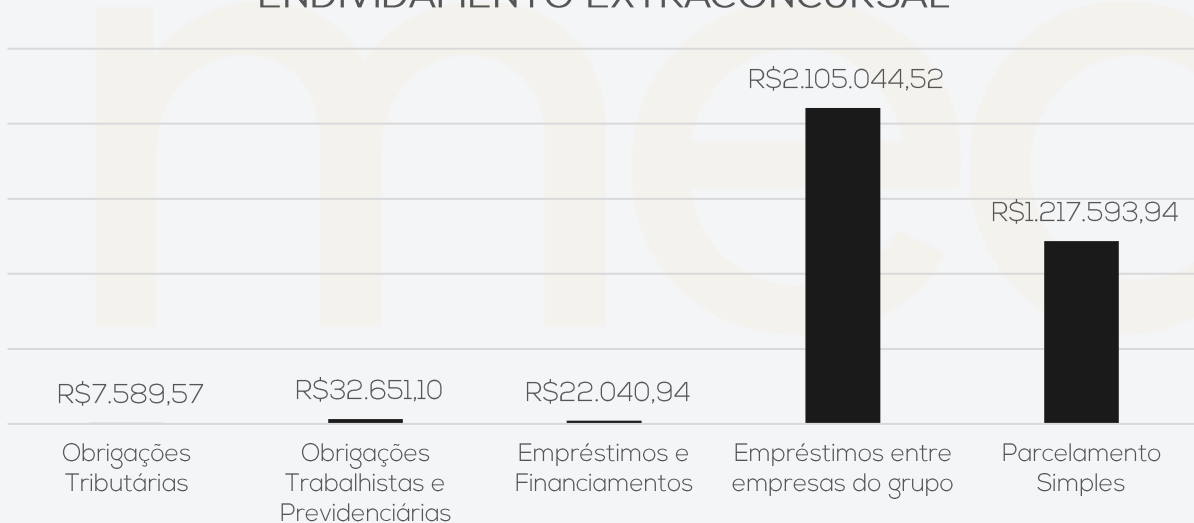 ENDIVIDAMENTO EXTRACONCURSAL
R$2.105.044,52
R$1.217.593,94
R$7.589,57
R$32.651,10
R$22.040,94
Obrigações
Tributárias
Obrigações
Trabalhistas e
Previdenciárias
Empréstimos e
Financiamentos
Empréstimos entre
empresas do grupo
Parcelamento
Simples